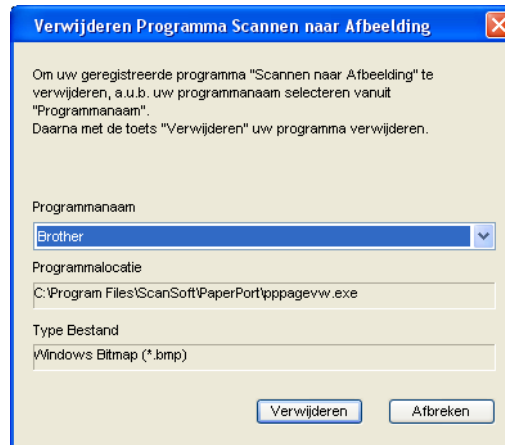 Verwijderen Programma Scannen naar Afbeelding
Om uw geregistreerde programma "Scannen naar Afbeelding" te
verwijderen, a.u.b. uw programmanaam selecteren vanuit
"Programmanaam".
Daarna met de toets "Verwijderen" uw programma verwijderen.
Programmanaam
Brother
Programmalocatie
C:\Program Files\ScanSoft\PaperPort\pppagevw.exe
Type Bestand
Windows Bitmap (*.bmp)
Verwijderen Afbreken